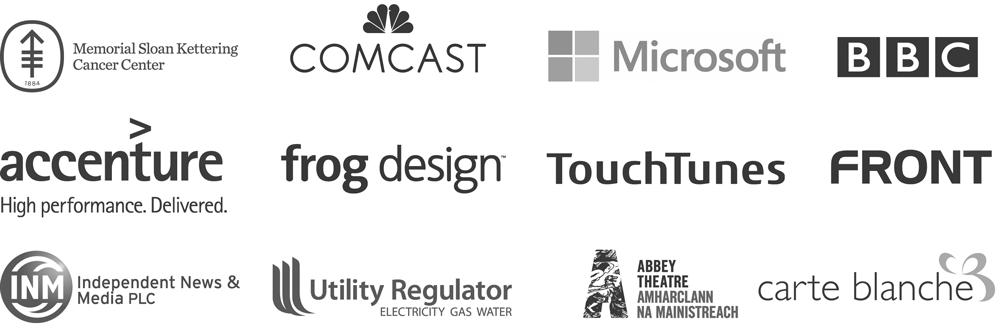 Memorial Sloan Kettering
Cancer Center
1884
COMCAST
Microsoft
BBC
accenture
High performance. Delivered.
frog design™
TouchTunes
FRONT
INM
Independent News &
Media PLC
Utility Regulator
ELECTRICITY GAS WATER
ABBEY
THEATRE
AMHARCLANN
NA MAINISTREACH
carte blanche